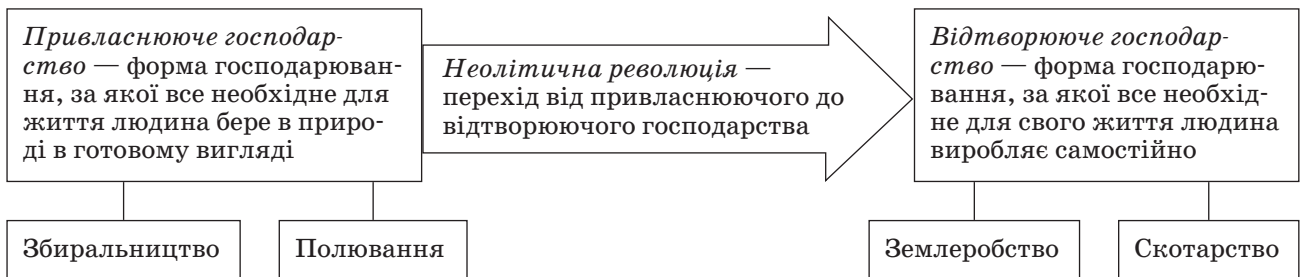 Привласнююче господар-
ство — форма господарюван-
ня, за якої все необхідне для
життя людина бере в приро-
ді в готовому вигляді
Неолітична революція —
перехід від привласнюючого до
відтворюючого господарства
Відтворююче господар-
ство — форма господарю-
вання, за якої все необхід-
не для свого життя людина
виробляє самостійно
Збиральництво
Полювання
Землеробство
Скотарство